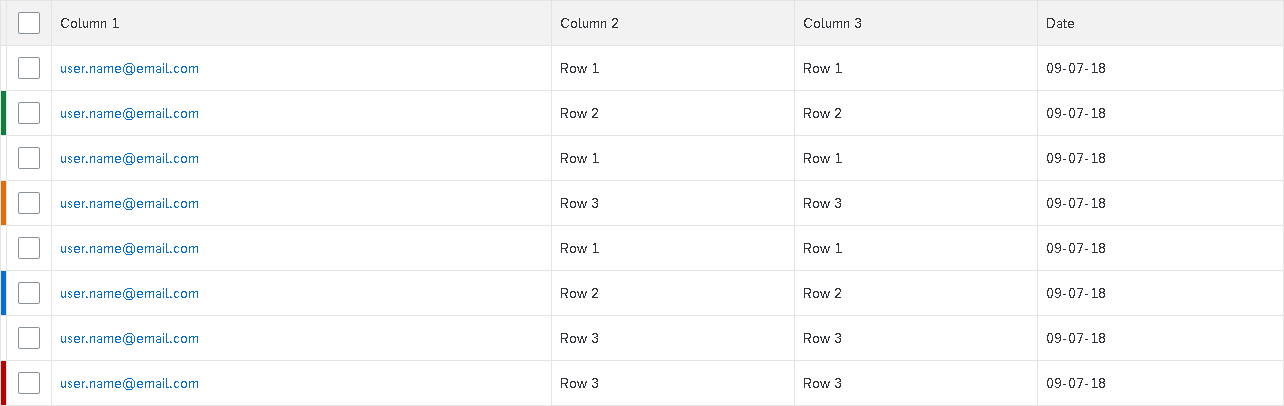 Column 1 Column 2 Column 3 Date
user.name@email.com Row 1 Row 1 09-07-18
user.name@email.com Row 2 Row 2 09-07-18
user.name@email.com Row 1 Row 1 09-07-18
user.name@email.com Row 3 Row 3 09-07-18
user.name@email.com Row 1 Row 1 09-07-18
user.name@email.com Row 2 Row 2 09-07-18
user.name@email.com Row 3 Row 3 09-07-18
user.name@email.com Row 3 Row 3 09-07-18